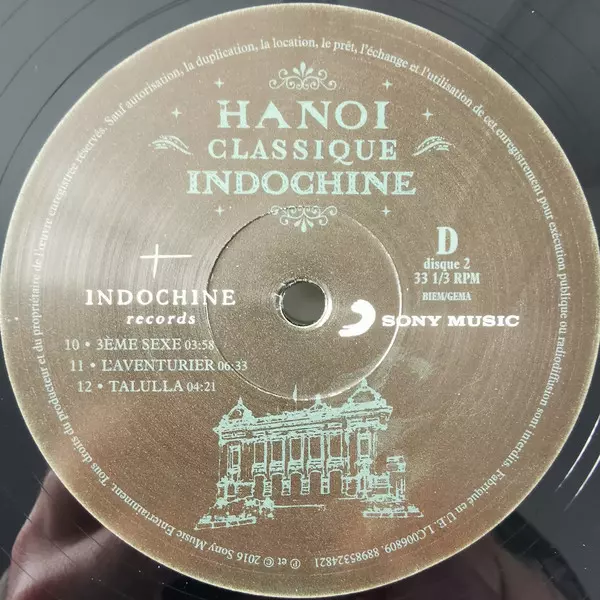 HANOI
CLASSIQUE
INDOCHINE
INDOCHINE
records
D
disque 2
33 1/3 RPM
BIEM/GEMA
SONY MUSIC
10 • 3ÈME SEXE 03:58
11 • L'AVENTURIER 06:33
12 • TALULLA 04:21
℗ et © 2016 Sony Music Entertainment. Tous droits du producteur et du propriétaire de l'œuvre enregistrée réservés. Sauf autorisation, la duplication, la location, le prêt, l'échange et l'utilisation de cet enregistrement pour exécution publique ou radiodiffusion sont interdits. Fabriqué en U.E. LC006809. 88985324821